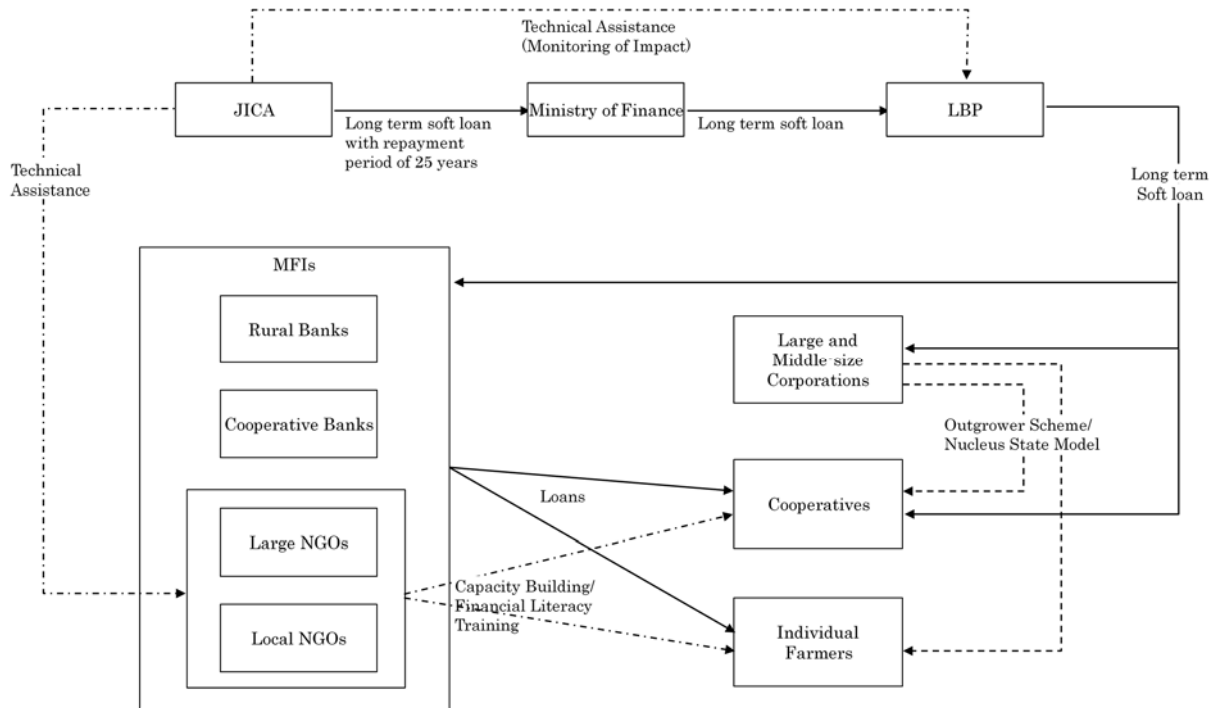 Technical Assistance
(Monitoring of Impact)
JICA
Ministry of Finance
LBP
Long term soft loan
with repayment
period of 25 years
Long term soft loan
Technical
Assistance
Long term
Soft loan
MFIs
Rural Banks
Large and
Middle-size
Corporations
Cooperative Banks
Outgrower Scheme/
Nucleus State Model
Loans
Cooperatives
Large NGOs
Capacity Building/
Financial Literacy
Training
Local NGOs
Individual
Farmers